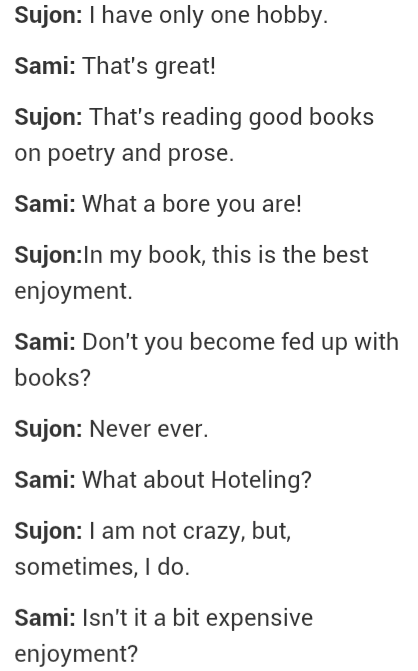 Sujon: I have only one hobby.
Sami: That's great!
Sujon: That's reading good books
on poetry and prose.
Sami: What a bore you are!
Sujon:In my book, this is the best
enjoyment.
Sami: Don't you become fed up with
books?
Sujon: Never ever.
Sami: What about Hoteling?
Sujon: I am not crazy, but,
sometimes, I do.
Sami: Isn't it a bit expensive
enjoyment?